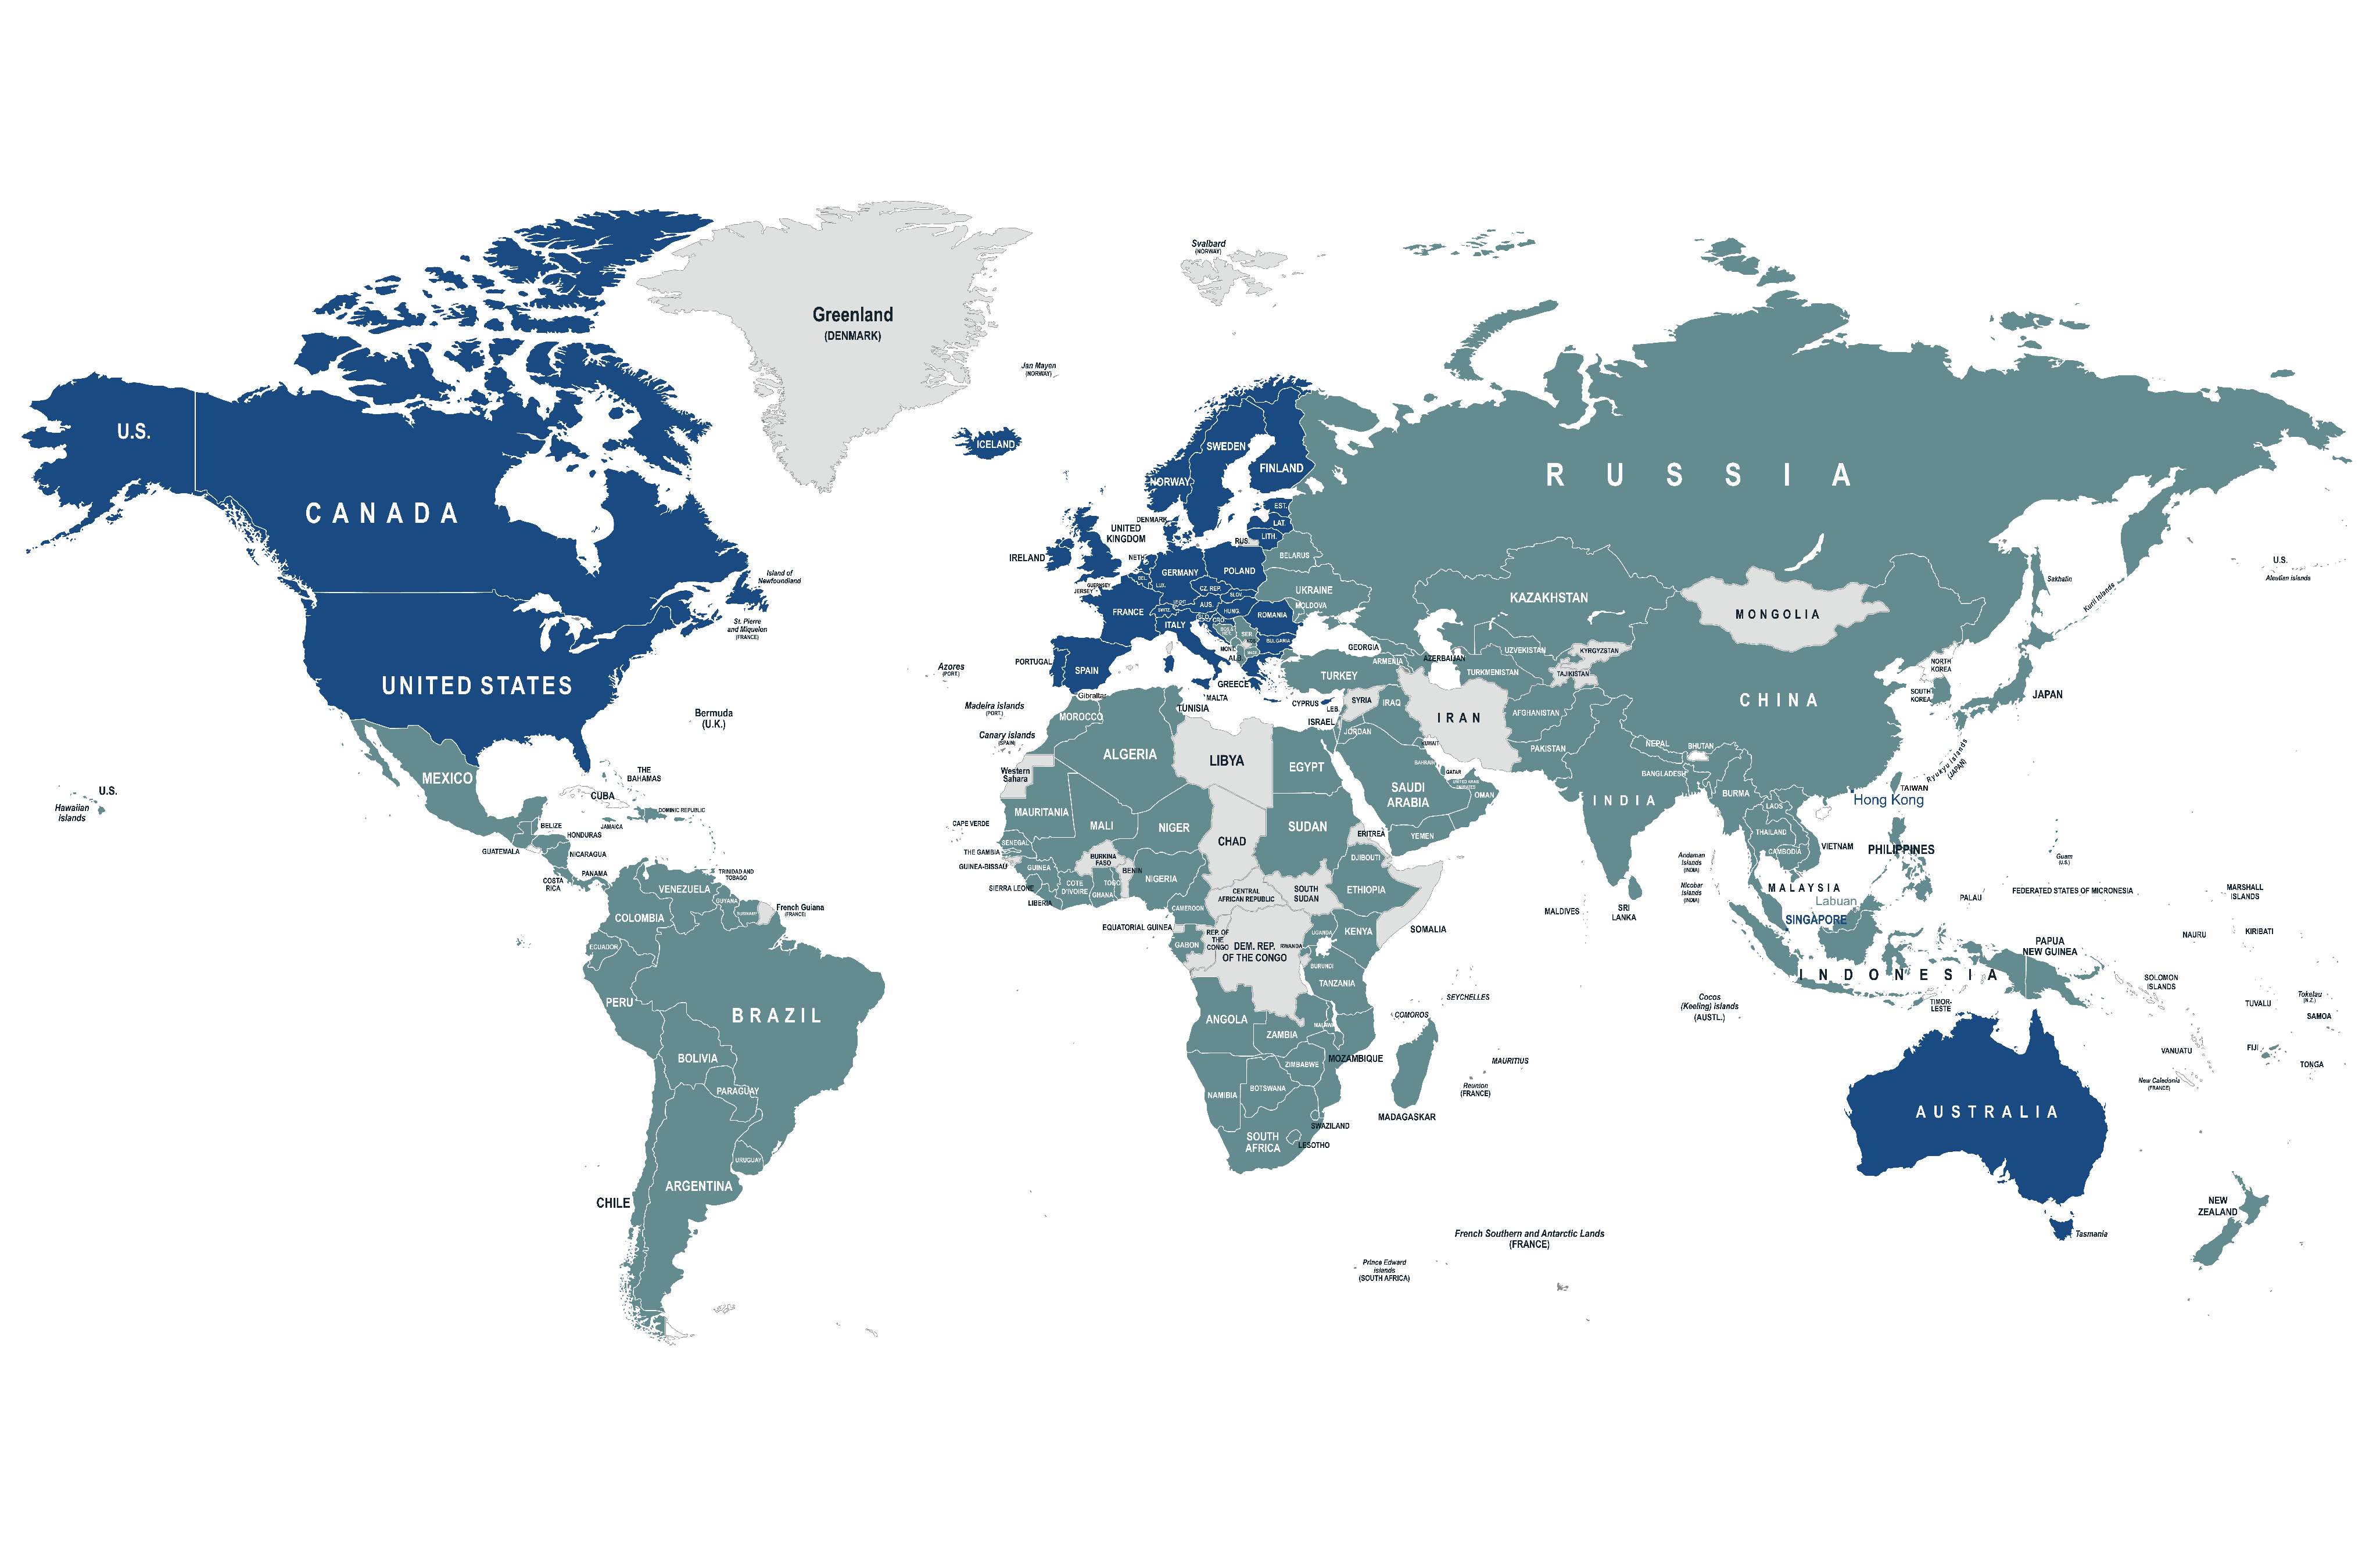 Greenland
(DENMARK)
Svalbard
(NORWAY)
Jan Mayen
(NORWAY)
U.S.
CANADA
ICELAND
SWEDEN
FINLAND
NORWAY
RUSSIA
EST.
LAT.
LITH.
RUS.
DENMARK
UNITED
KINGDOM
IRELAND
NETH.
BEL.
LUX.
GERMANY
POLAND
BELARUS
UKRAINE
MOLDOVA
CZ. REP.
SLOV.
AUS.
HUNG.
ROMANIA
GUERNSEY
JERSEY
FRANCE
SWITZ.
ITALY
CRO.
SER.
BULGARIA
MONT.
ALB.
GREECE
MALTA
PORTUGAL
SPAIN
Gibraltar
Island of
Newfoundland
St. Pierre
and Miquelon
(FRANCE)
Azores
(PORT.)
Madeira islands
(PORT.)
Canary islands
(SPAIN)
Bermuda
(U.K.)
UNITED STATES
KAZAKHSTAN
MONGOLIA
UZVEKISTAN
KYRGYZSTAN
TAJIKISTAN
TURKMENISTAN
GEORGIA
ARMENIA
AZERBAIJAN
TURKEY
CYPRUS
LEB.
SYRIA
IRAQ
ISRAEL
JORDAN
IRAN
AFGHANISTAN
PAKISTAN
KUWAIT
BAHRAIN
QATAR
UNITED ARAB
EMIRATES
SAUDI
ARABIA
OMAN
YEMEN
CHINA
NORTH
KOREA
SOUTH
KOREA
JAPAN
Sakhalin
Kuril Islands
U.S.
Aleutian islands
Ryukyu islands
(JAPAN)
TAIWAN
Hong Kong
NEPAL
BHUTAN
BANGLADESH
INDIA
BURMA
LAOS
THAILAND
CAMBODIA
VIETNAM
PHILIPPINES
MALAYSIA
Labuan
SINGAPORE
INDONESIA
TIMOR-
LESTE
SRI
LANKA
MALDIVES
Andaman
Islands
(INDIA)
Nicobar
Islands
(INDIA)
Cocos
(Keeling) islands
(AUSTL.)
Guam
(U.S.)
PALAU
FEDERATED STATES OF MICRONESIA
MARSHALL
ISLANDS
NAURU
KIRIBATI
PAPUA
NEW GUINEA
SOLOMON
ISLANDS
TUVALU
Tokelau
(N.Z.)
SAMOA
VANUATU
FIJI
TONGA
New Caledonia
(FRANCE)
AUSTRALIA
Tasmania
NEW
ZEALAND
U.S.
Hawaiian
islands
MEXICO
THE
BAHAMAS
CUBA
JAMAICA
DOMINIC REPUBLIC
BELIZE
HONDURAS
GUATEMALA
NICARAGUA
COSTA
RICA
PANAMA
TRINIDAD AND
TOBAGO
VENEZUELA
GUYANA
SURINAME
French Guiana
(FRANCE)
COLOMBIA
ECUADOR
PERU
BRAZIL
BOLIVIA
PARAGUAY
URUGUAY
ARGENTINA
CHILE
MOROCCO
TUNISIA
ALGERIA
LIBYA
EGYPT
Western
Sahara
MAURITANIA
MALI
NIGER
CHAD
SUDAN
ERITREA
DJIBOUTI
CAPE VERDE
SENEGAL
THE GAMBIA
GUINEA-BISSAU
GUINEA
SIERRA LEONE
LIBERIA
COTE
D'IVOIRE
BURKINA
FASO
GHANA
TOGO
BENIN
NIGERIA
CAMEROON
CENTRAL
AFRICAN REPUBLIC
SOUTH
SUDAN
ETHIOPIA
SOMALIA
EQUATORIAL GUINEA
GABON
REP. OF
THE
CONGO
DEM. REP.
OF THE CONGO
RWANDA
BURUNDI
UGANDA
KENYA
TANZANIA
SEYCHELLES
COMOROS
ANGOLA
ZAMBIA
MALAWI
MOZAMBIQUE
ZIMBABWE
NAMIBIA
BOTSWANA
SWAZILAND
LESOTHO
SOUTH
AFRICA
MADAGASKAR
MAURITIUS
Reunion
(FRANCE)
French Southern and Antarctic Lands
(FRANCE)
Prince Edward
islands
(SOUTH AFRICA)